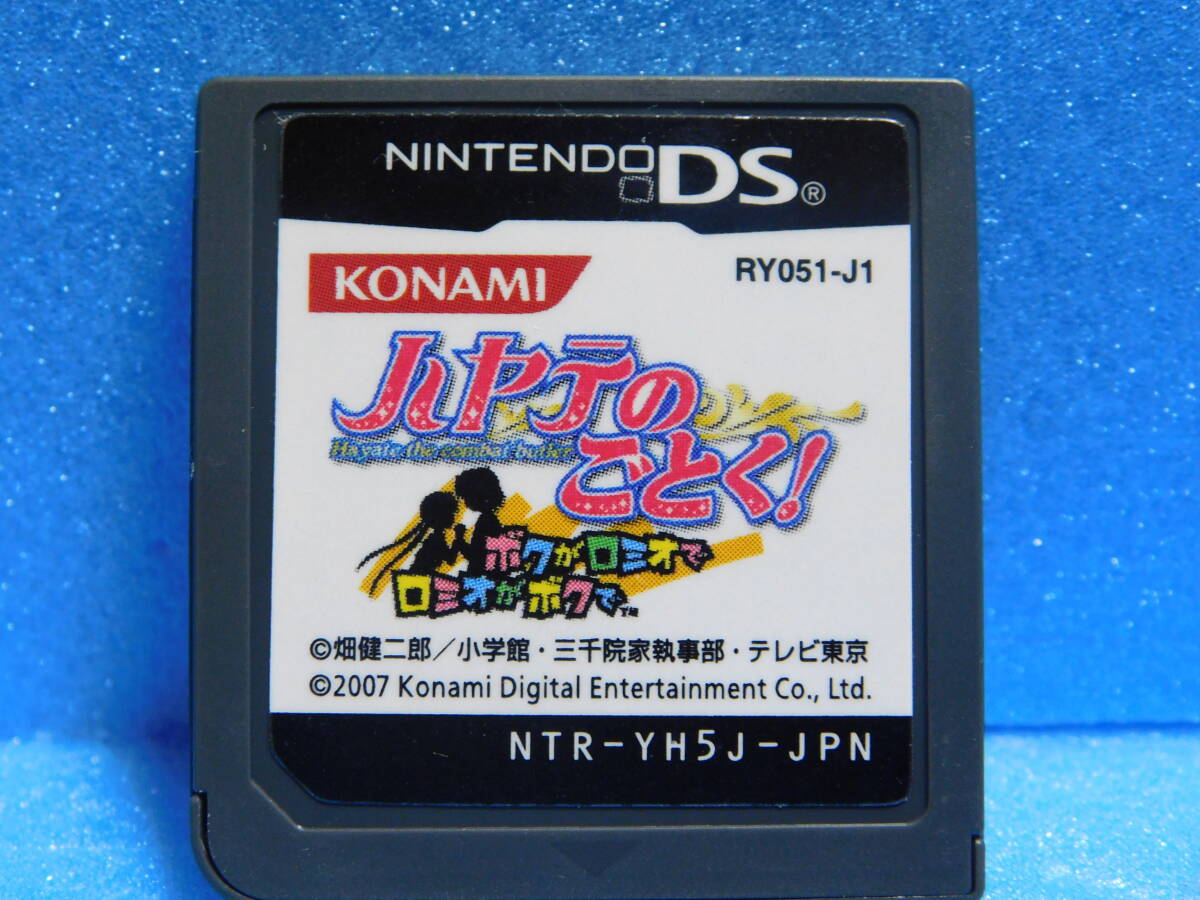 NINTENDO DS®
KONAMI
RY051-J1
ハヤテの
ごとく!
Hayate the combat butler
ボクがロミオで
ロミオがボクで™
©畑健二郎／小学館・三千院家執事部・テレビ東京
©2007 Konami Digital Entertainment Co., Ltd.
NTR-YH5J-JPN